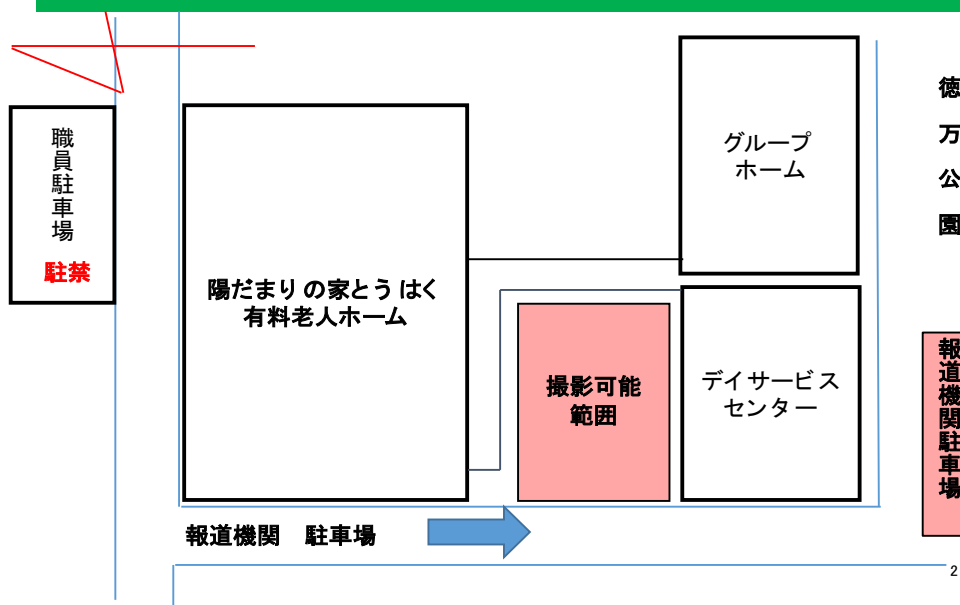 職員駐車場
駐禁
陽だまりの家とうはく
有料老人ホーム
グループ
ホーム
撮影可能
範囲
デイサービス
センター
徳万公園
報道機関駐車場
報道機関　駐車場
2